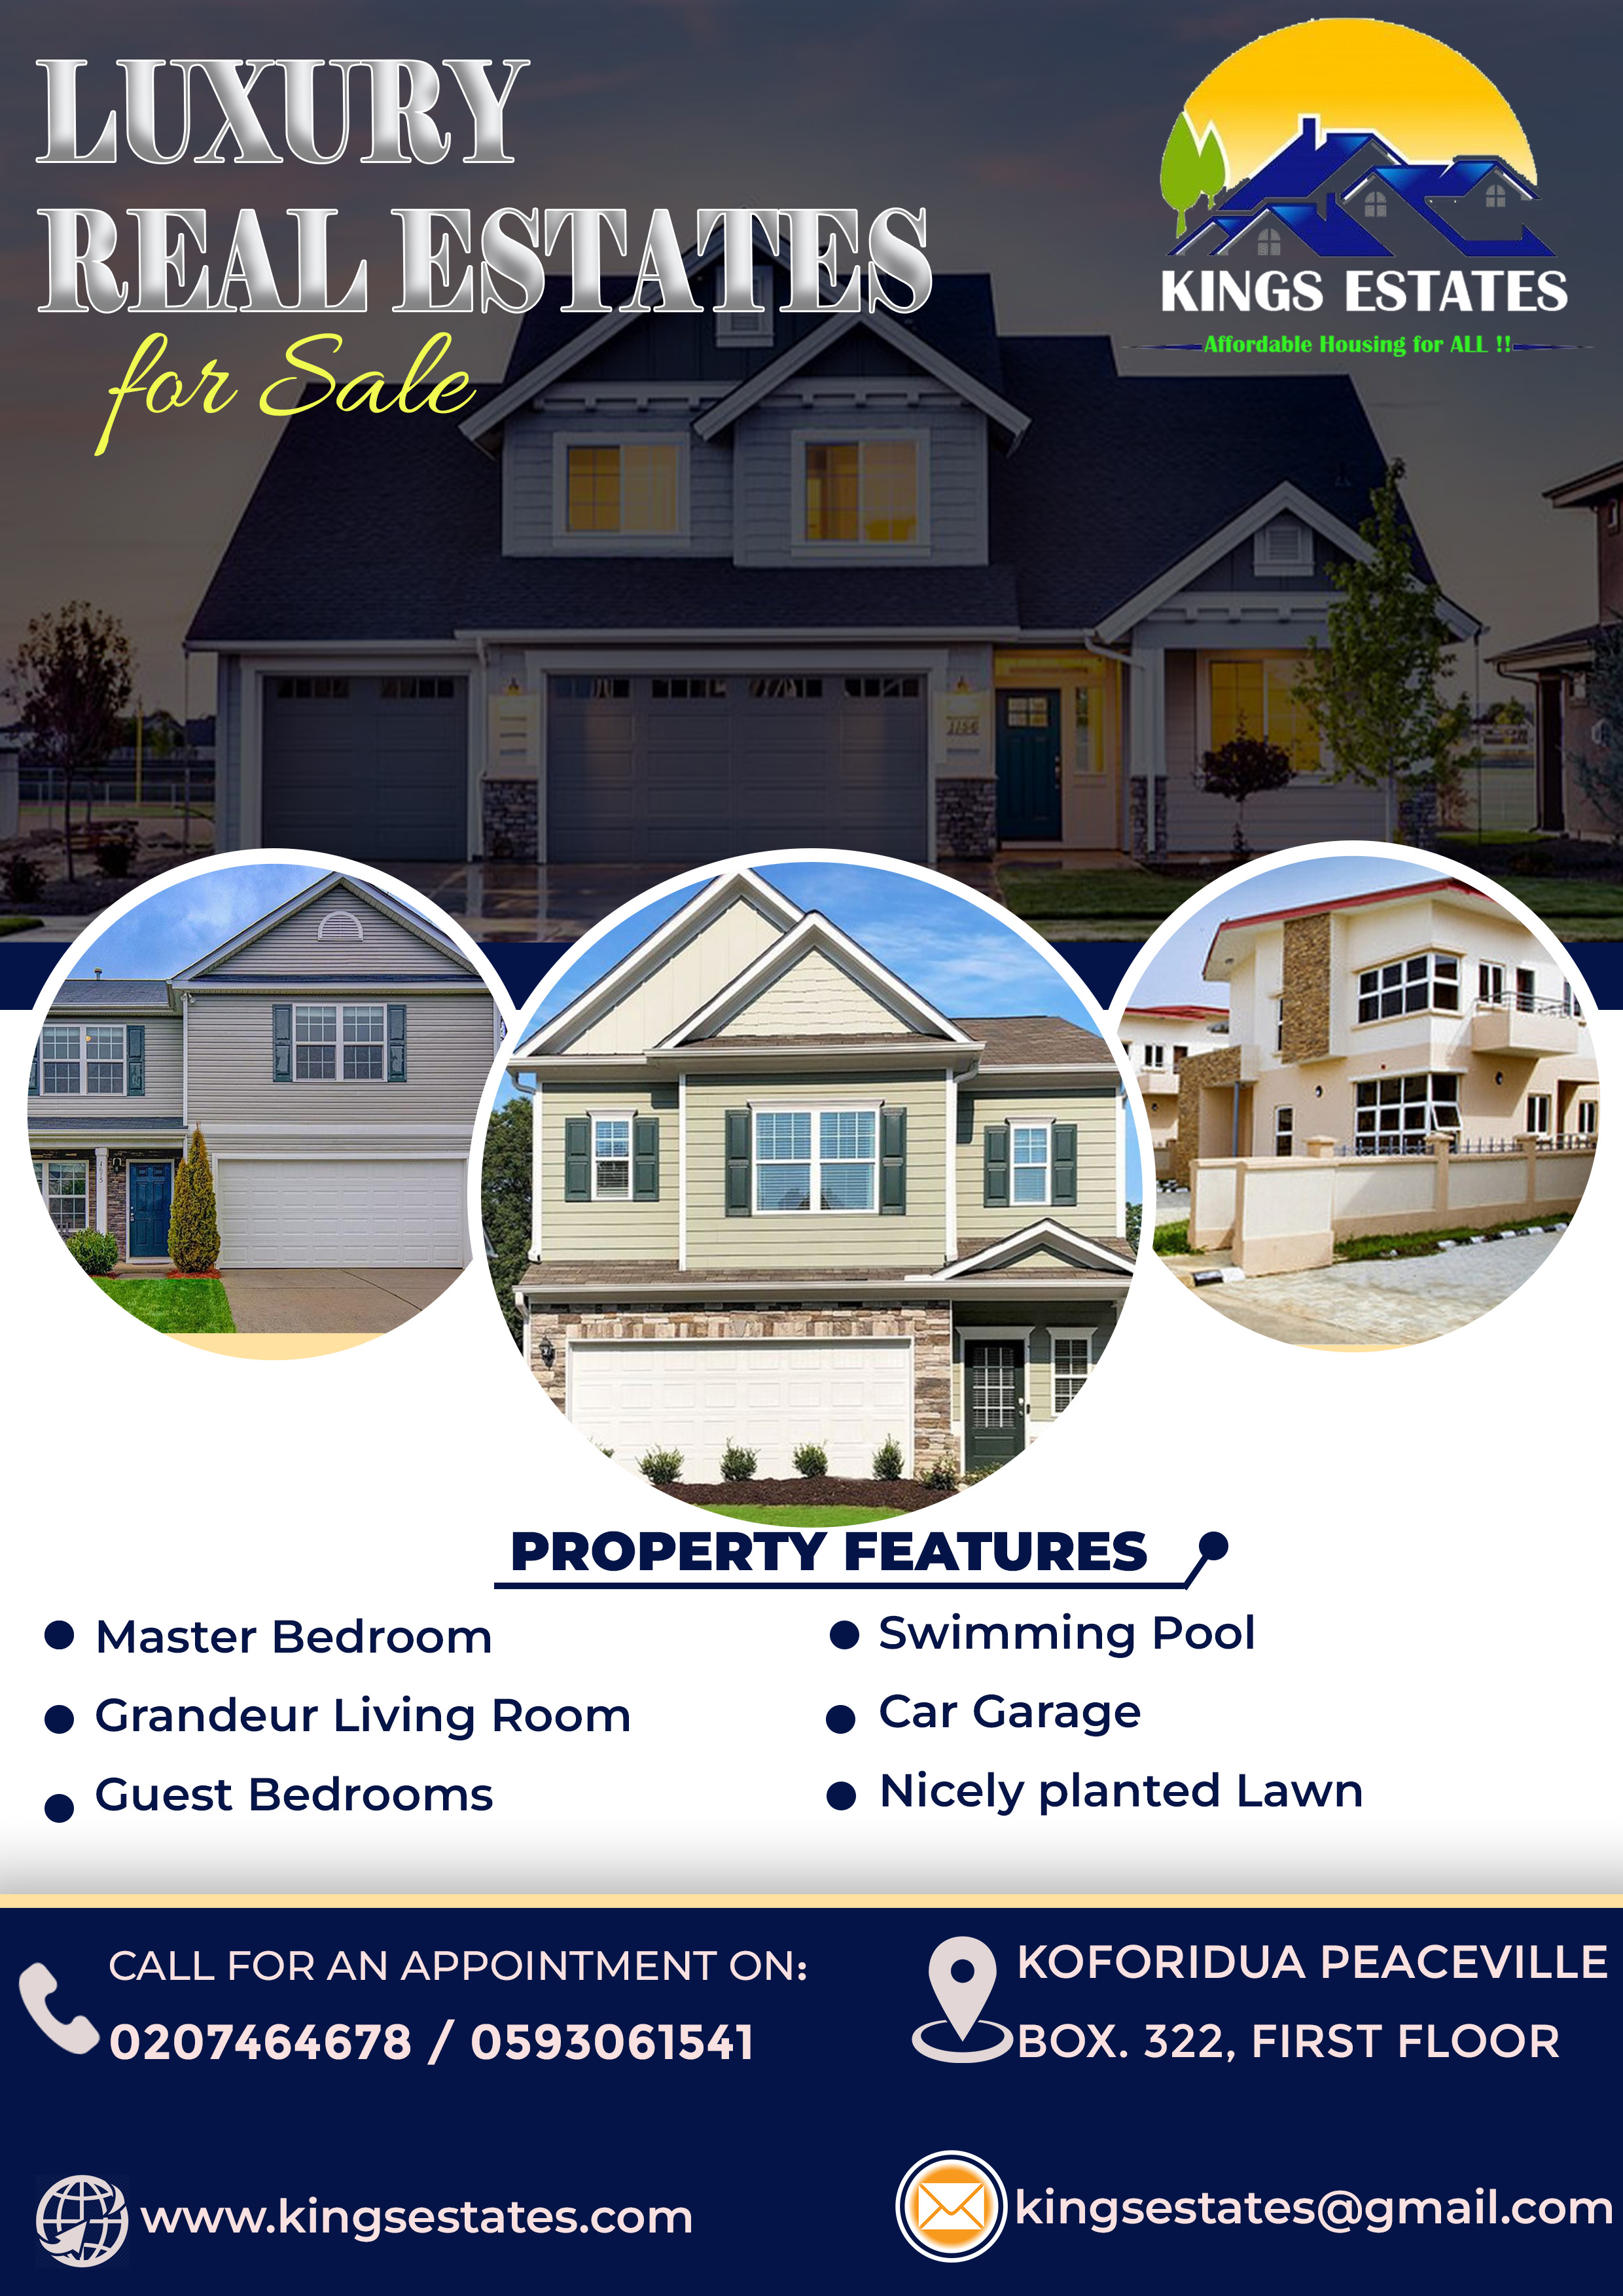 LUXURY
REAL ESTATES
for Sale
KINGS ESTATES
Affordable Housing for ALL !!
1156
PROPERTY FEATURES
Master Bedroom
Grandeur Living Room
Guest Bedrooms
Swimming Pool
Car Garage
Nicely planted Lawn
CALL FOR AN APPOINTMENT ON:
0207464678 / 0593061541
KOFORIDUA PEACEVILLE
BOX. 322, FIRST FLOOR
www.kingsestates.com
kingsestates@gmail.com